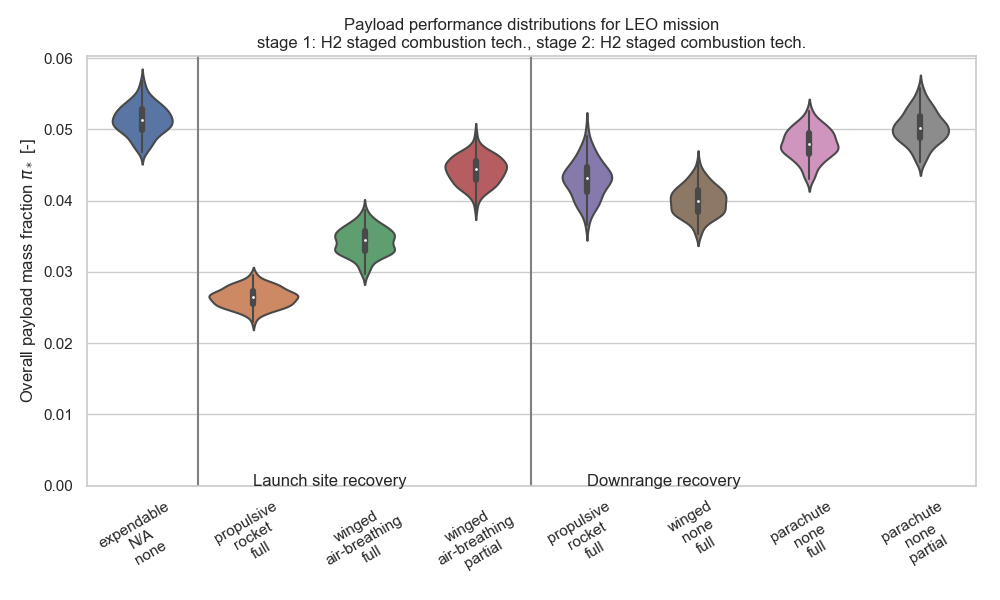 Payload performance distributions for LEO mission
stage 1: H2 staged combustion tech., stage 2: H2 staged combustion tech.
Overall payload mass fraction π* [-]
0.06
0.05
0.04
0.03
0.02
0.01
0.00
Launch site recovery
Downrange recovery
expendable
N/A
none
propulsive
rocket
full
winged
air-breathing
full
winged
air-breathing
partial
propulsive
rocket
full
winged
none
full
parachute
none
full
parachute
none
partial